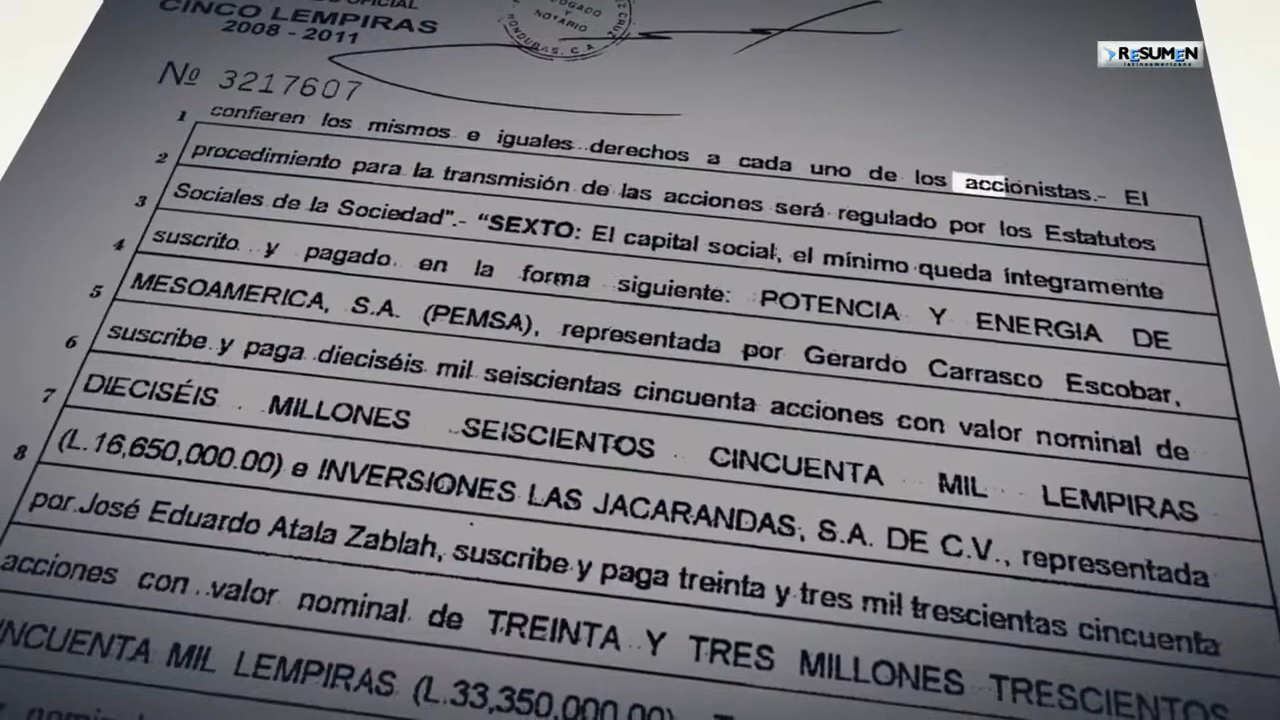 OFICIAL
CINCO LEMPIRAS
2008 - 2011
NOTARIO
HONDURAS, C.A.
RESUMEN
latinoamericano
Nº 3217607
1 confieren los mismos e iguales derechos a cada uno de los accionistas.- El
2 procedimiento para la transmisión de las acciones será regulado por los Estatutos
3 Sociales de la Sociedad".- "SEXTO: El capital social, el mínimo queda íntegramente
4 suscrito y pagado en la forma siguiente: POTENCIA Y ENERGIA DE
5 MESOAMERICA, S.A. (PEMSA), representada por Gerardo Carrasco Escobar,
6 suscribe y paga dieciséis mil seiscientas cincuenta acciones con valor nominal de
7 DIECISÉIS MILLONES SEISCIENTOS CINCUENTA MIL LEMPIRAS
8 (L.16,650,000.00) e INVERSIONES LAS JACARANDAS, S.A. DE C.V., representada
por José Eduardo Atala Zablah, suscribe y paga treinta y tres mil trescientas cincuenta
acciones con valor nominal de TREINTA Y TRES MILLONES TRESCIENTOS
CINCUENTA MIL LEMPIRAS (L.33,350,000.00)